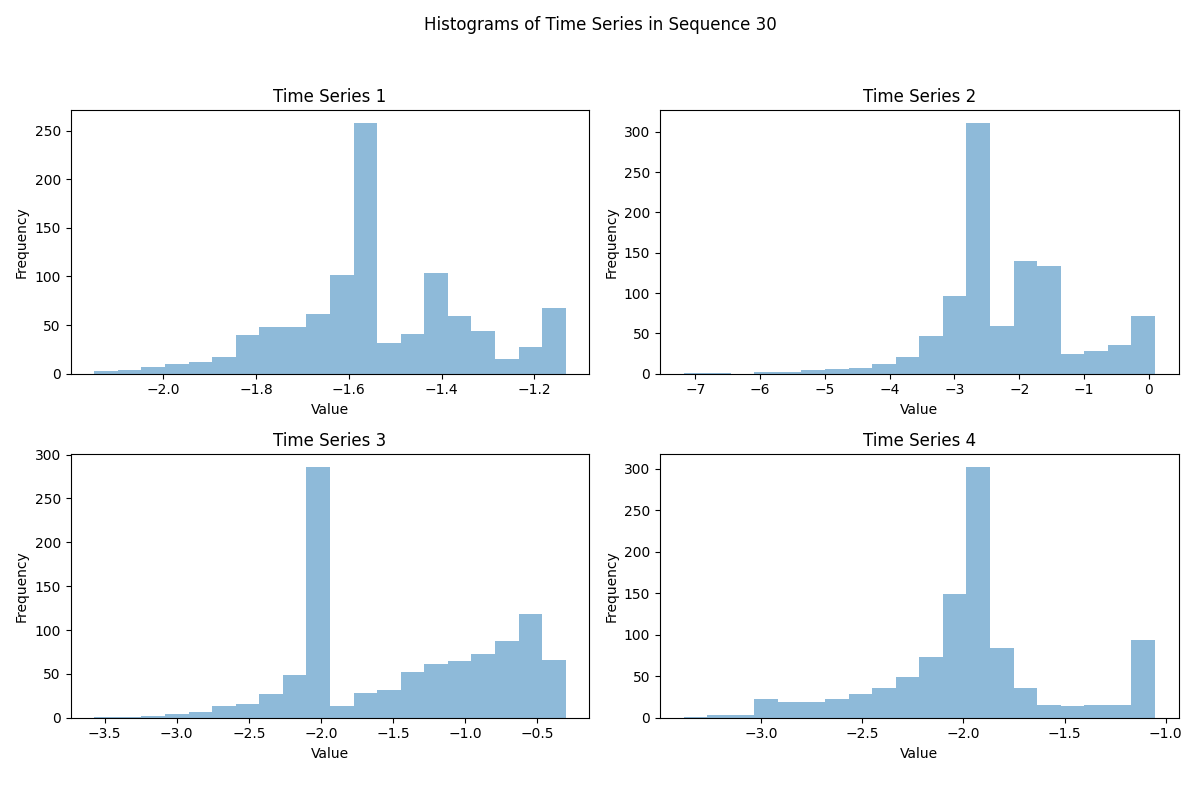 Histograms of Time Series in Sequence 30
Time Series 1
Frequency
250
200
150
100
50
0
−2.0 −1.8 −1.6 −1.4 −1.2
Value
Time Series 2
Frequency
300
250
200
150
100
50
0
−7 −6 −5 −4 −3 −2 −1 0
Value
Time Series 3
Frequency
300
250
200
150
100
50
0
−3.5 −3.0 −2.5 −2.0 −1.5 −1.0 −0.5
Value
Time Series 4
Frequency
300
250
200
150
100
50
0
−3.0 −2.5 −2.0 −1.5 −1.0
Value